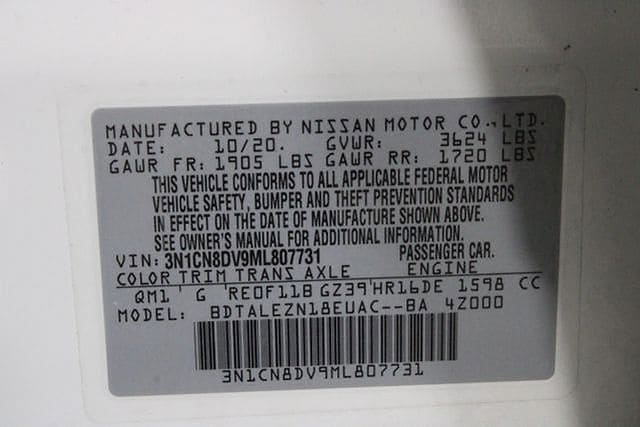 MANUFACTURED BY NISSAN MOTOR CO.,LTD.
DATE: 10/20. GVWR: 3624 LBS
GAWR FR: 1905 LBS GAWR RR: 1720 LBS
THIS VEHICLE CONFORMS TO ALL APPLICABLE FEDERAL MOTOR
VEHICLE SAFETY, BUMPER AND THEFT PREVENTION STANDARDS
IN EFFECT ON THE DATE OF MANUFACTURE SHOWN ABOVE.
SEE OWNER'S MANUAL FOR ADDITIONAL INFORMATION.
VIN: 3N1CN8DV9ML807731 PASSENGER CAR.
COLOR TRIM TRANS AXLE ENGINE
QM1 ' G 'RE0F11B GZ39'HR16DE 1598 CC
MODEL: BDTALEZN18EUAC--BA 4Z000
3N1CN8DV9ML807731